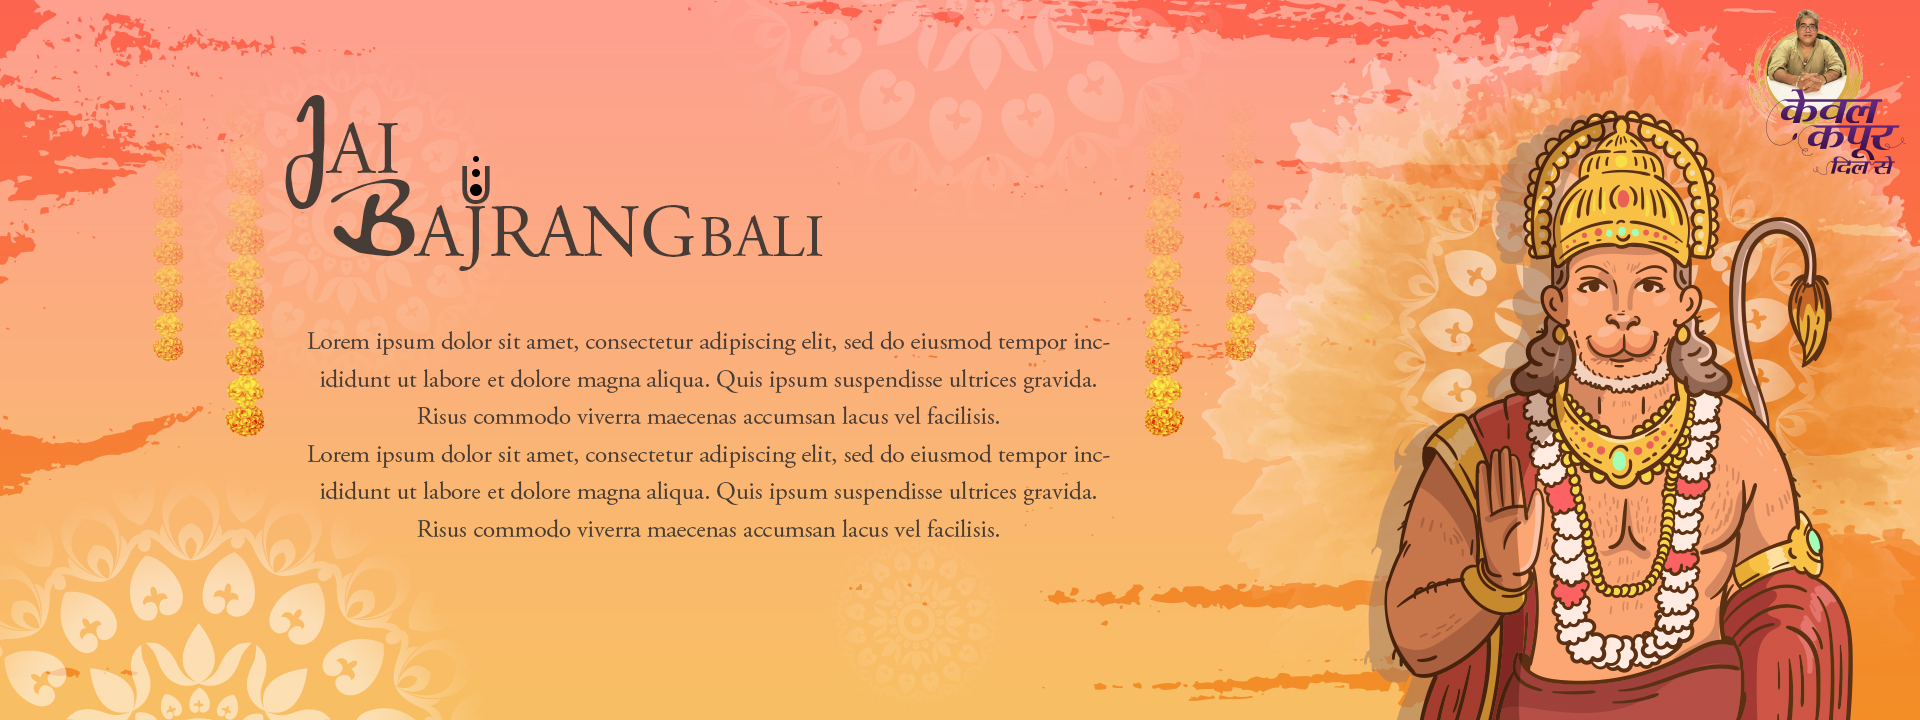 JAI
BAJRANG BALI
Lorem ipsum dolor sit amet, consectetur adipiscing elit, sed do eiusmod tempor inc-
ididunt ut labore et dolore magna aliqua. Quis ipsum suspendisse ultrices gravida.
Risus commodo viverra maecenas accumsan lacus vel facilisis.
Lorem ipsum dolor sit amet, consectetur adipiscing elit, sed do eiusmod tempor inc-
ididunt ut labore et dolore magna aliqua. Quis ipsum suspendisse ultrices gravida.
Risus commodo viverra maecenas accumsan lacus vel facilisis.
केवल
कपूर
दिल से